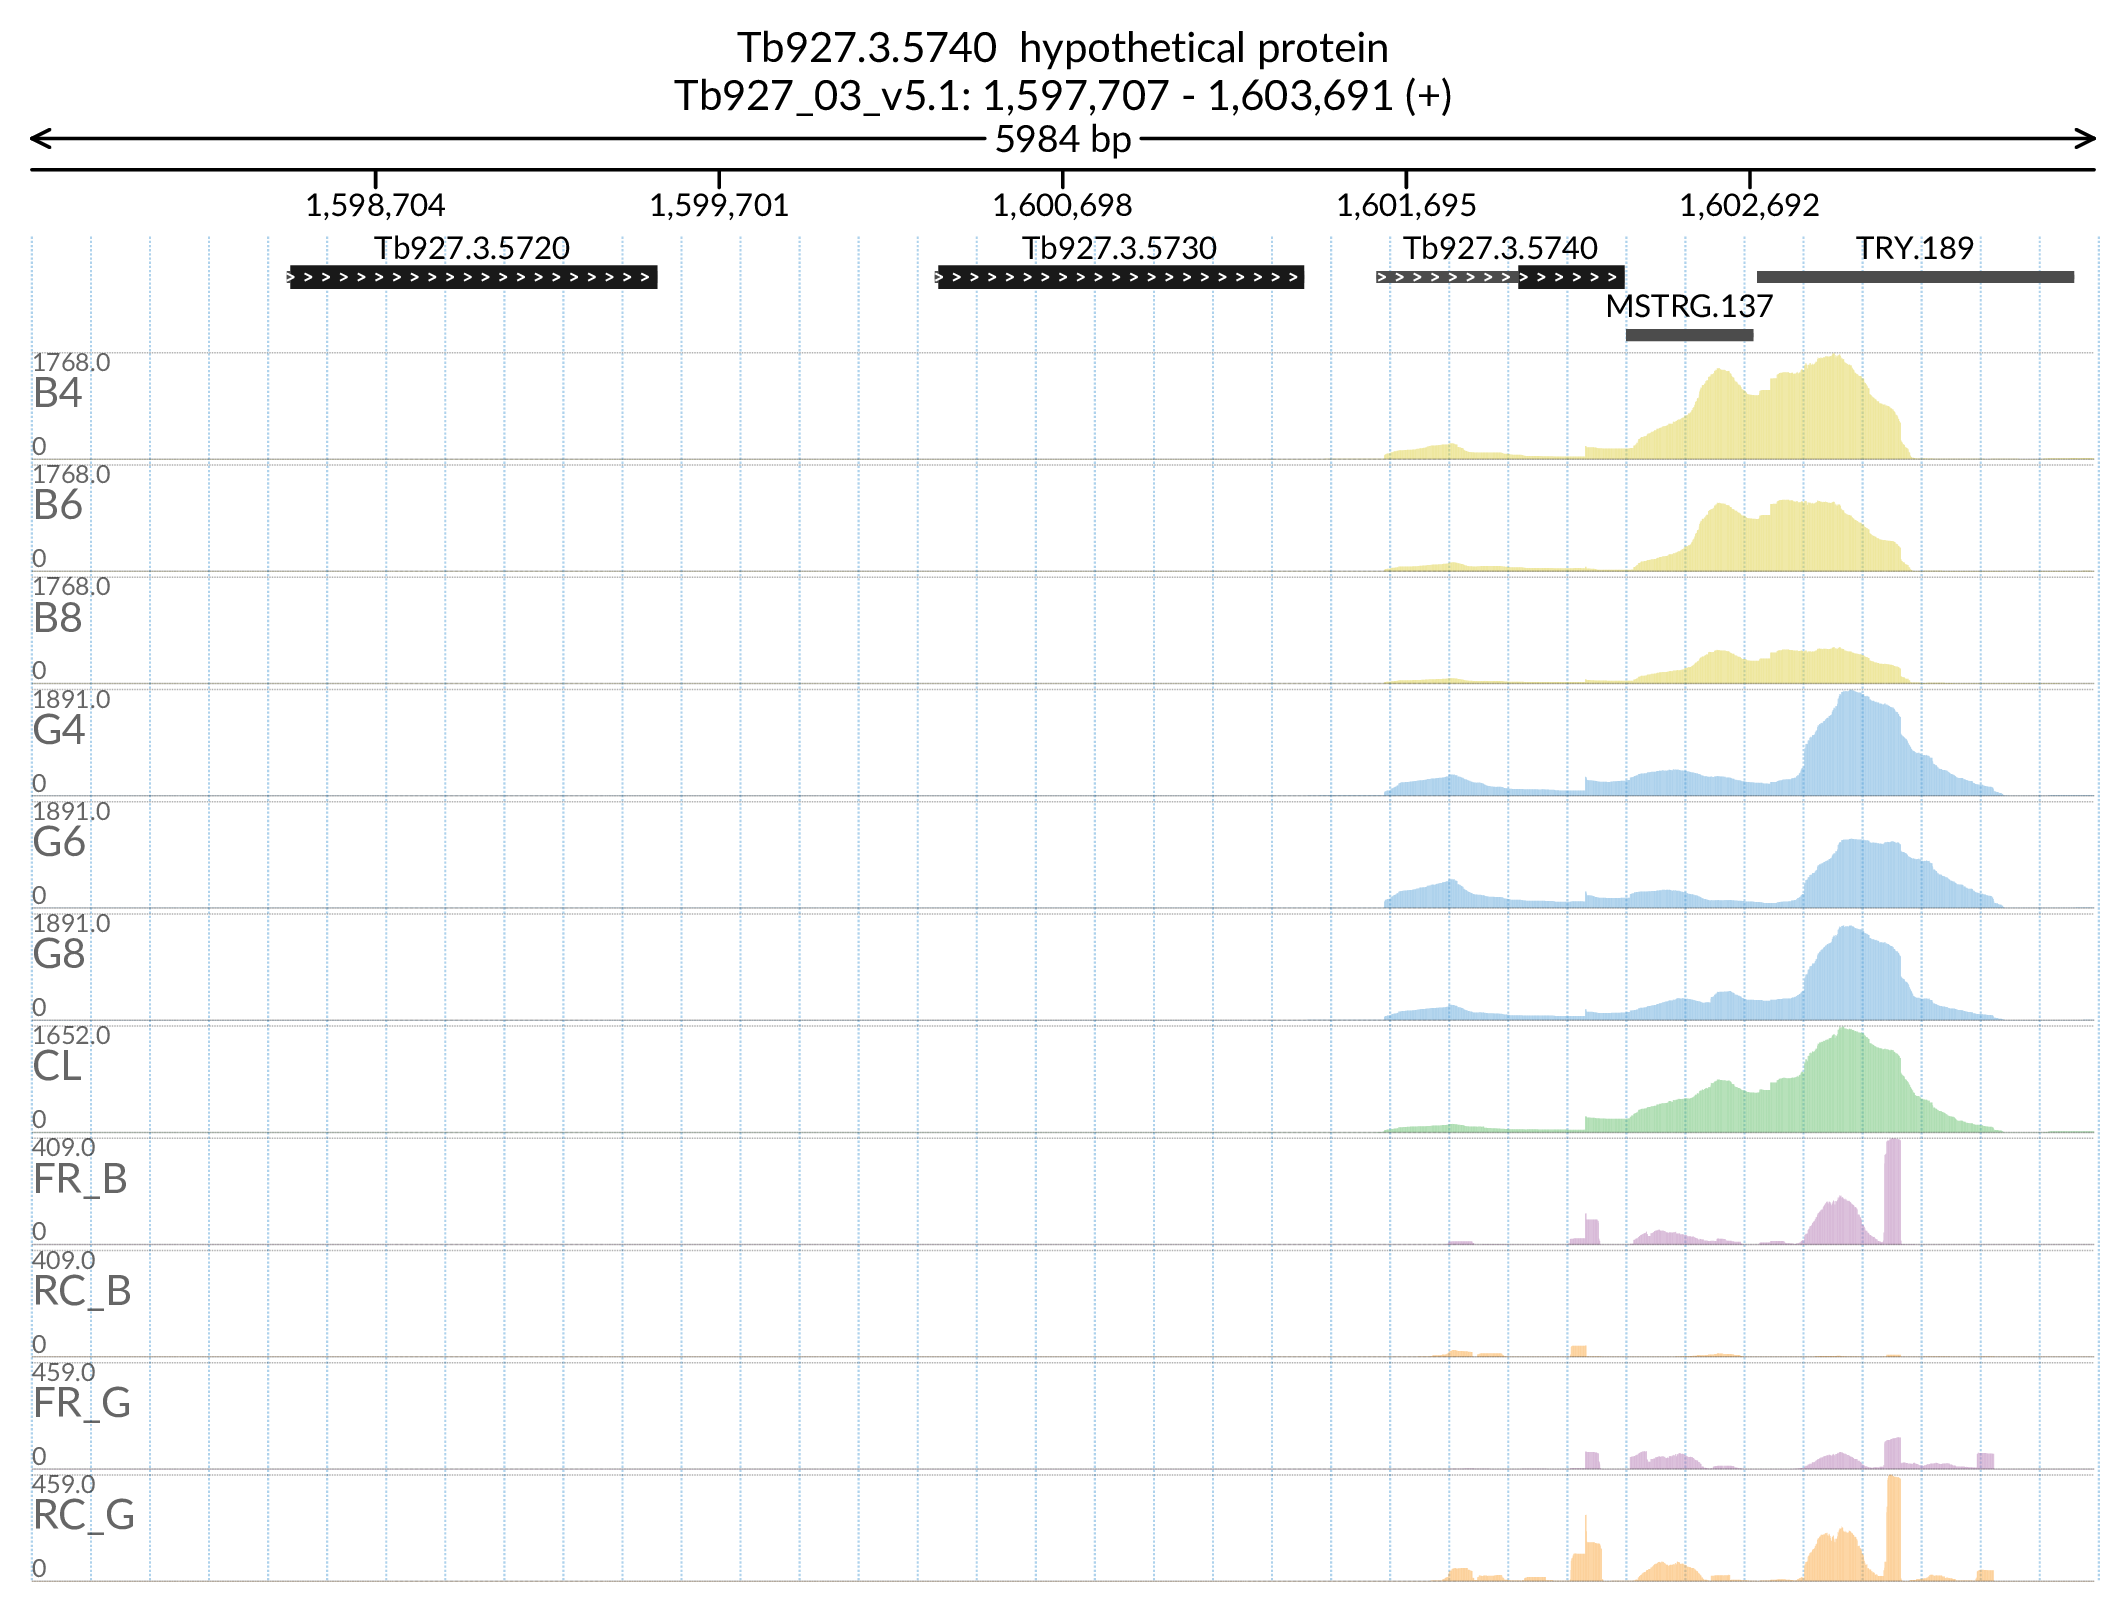 Tb927.3.5740  hypothetical protein
Tb927_03_v5.1: 1,597,707 - 1,603,691 (+)
5984 bp
1,598,704 1,599,701 1,600,698 1,601,695 1,602,692
Tb927.3.5720 Tb927.3.5730 Tb927.3.5740 TRY.189
MSTRG.137
1768.0
B4
0
1768.0
B6
0
1768.0
B8
0
1891.0
G4
0
1891.0
G6
0
1891.0
G8
0
1652.0
CL
0
409.0
FR_B
0
409.0
RC_B
0
459.0
FR_G
0
459.0
RC_G
0